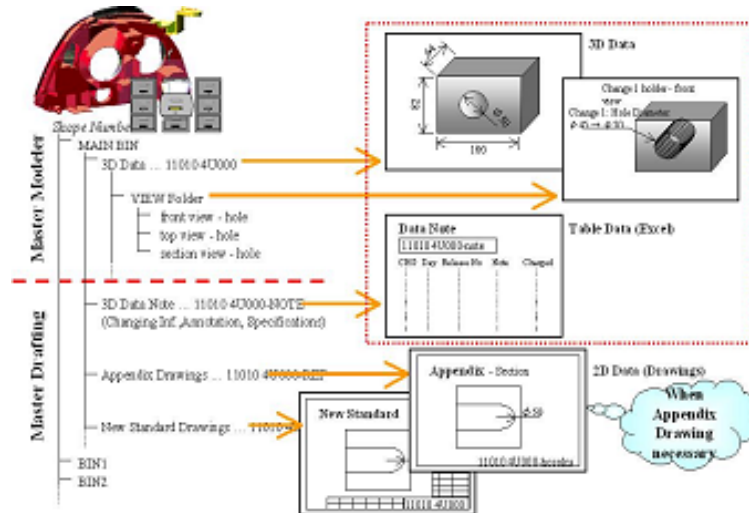 3D Data
100
Change 1 holder - front
view
Change 1: Hole Diameter
Shape Number
MAIN BIN
3D Data ... 11010 4U000
VIEW Folder
front view - hole
top view - hole
section view - hole
Master Modeler
Data Note
11010 4U000-note
Day Release No Note Changed
Table Data (Excel)
3D Data Note ... 11010 4U000-NOTE
(Changing Inf.,Annotation, Specifications)
Master Drafting
Appendix Drawings ... 11010 4U000-DEF
Appendix - Section
2D Data (Drawings)
When
Appendix
Drawing
necessary
New Standard Drawings ... 11010
New Standard
11010 4U000
BIN1
BIN2